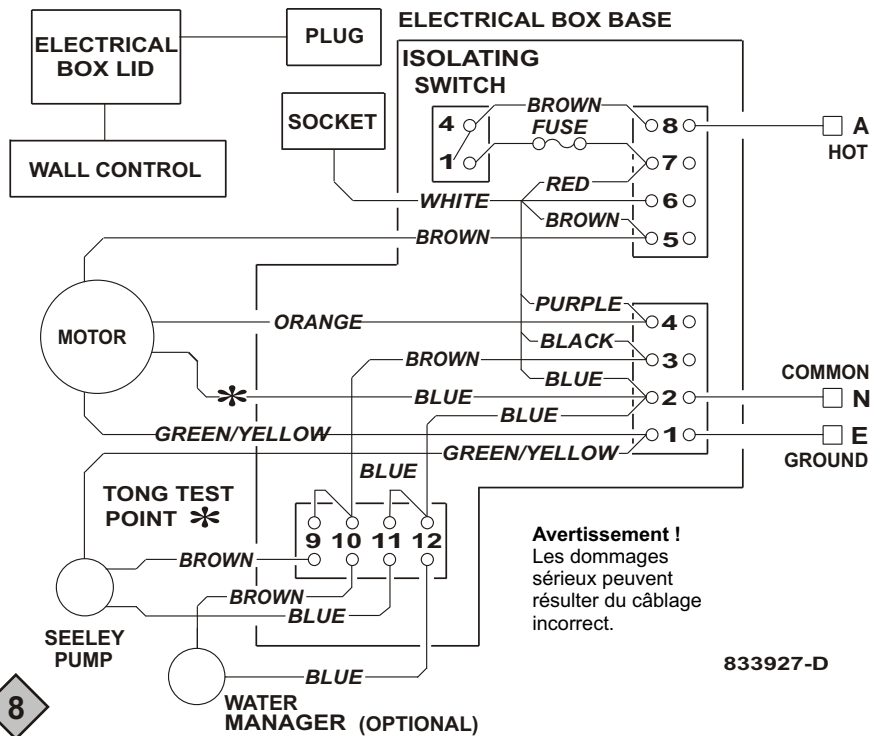 ELECTRICAL BOX BASE
ELECTRICAL
BOX LID
PLUG
ISOLATING
SWITCH
SOCKET
WALL CONTROL
4
1
BROWN
FUSE
8
7
6
5
A
HOT
RED
WHITE
BROWN
BROWN
MOTOR
ORANGE
PURPLE
4
BLACK
3
BROWN
BLUE
2
COMMON
N
* BLUE
BLUE
GREEN/YELLOW
1
E
GROUND
GREEN/YELLOW
BLUE
TONG TEST
POINT *
9 10 11 12
BROWN
BROWN
BLUE
SEELEY
PUMP
BLUE
WATER
MANAGER (OPTIONAL)
Avertissement !
Les dommages
sérieux peuvent
résulter du câblage
incorrect.
833927-D
8